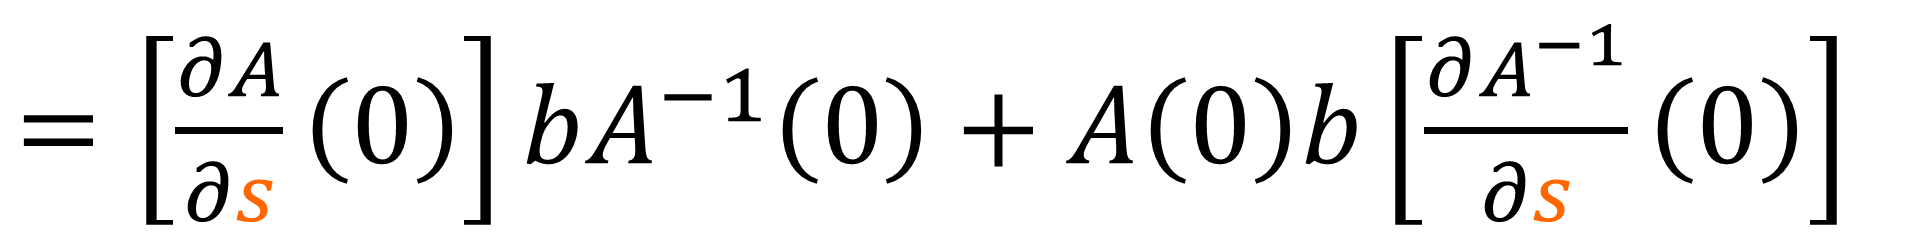 = [∂A/∂s (0)] bA⁻¹(0) + A(0)b [∂A⁻¹/∂s (0)]